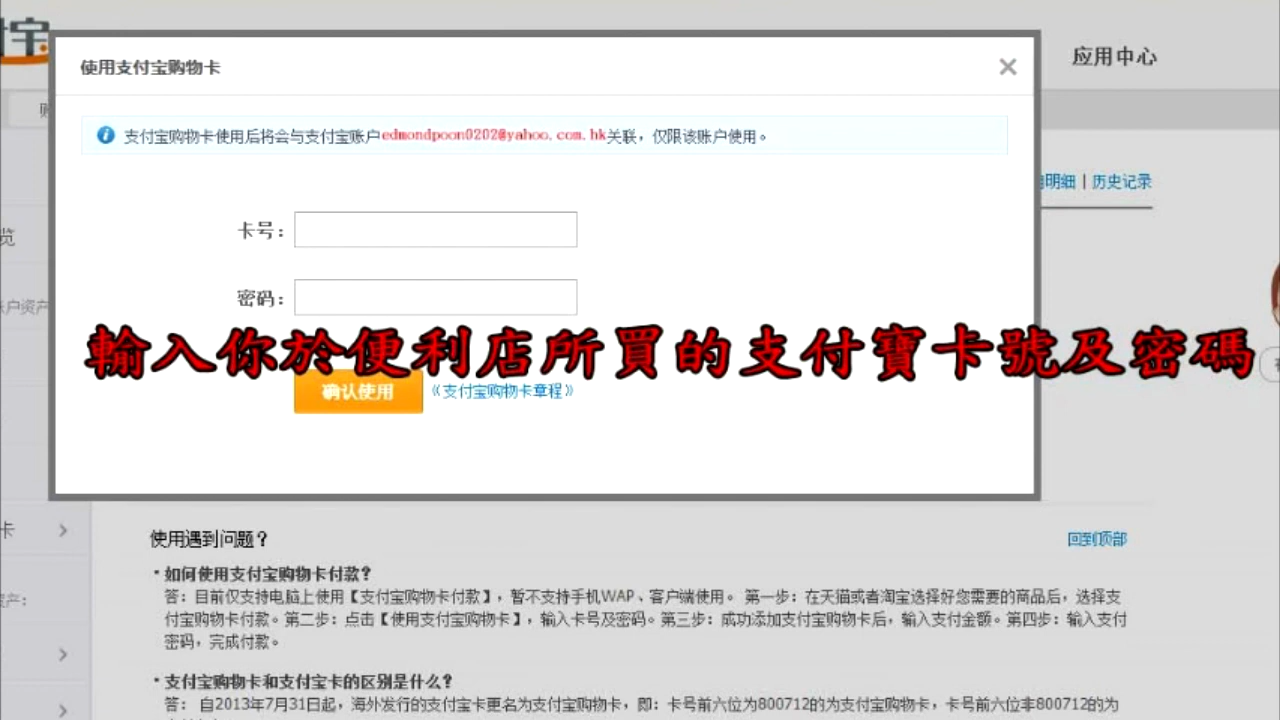 宝
应用中心
使用支付宝购物卡
支付宝购物卡使用后将会与支付宝账户edmondpoon0202@yahoo.com.hk关联，仅限该账户使用。
明细 | 历史记录
卡号：
览
密码：
账户资产
輸入你於便利店所買的支付寶卡號及密碼
确认使用
《支付宝购物卡章程》
卡
使用遇到问题？
回到顶部
· 如何使用支付宝购物卡付款？
答：目前仅支持电脑上使用【支付宝购物卡付款】，暂不支持手机WAP、客户端使用。 第一步：在天猫或者淘宝选择好您需要的商品后，选择支
付宝购物卡付款。第二步：点击【使用支付宝购物卡】，输入卡号及密码。第三步：成功添加支付宝购物卡后，输入支付金额。第四步：输入支付
密码，完成付款。
资产：
· 支付宝购物卡和支付宝卡的区别是什么？
答： 自2013年7月31日起，海外发行的支付宝卡更名为支付宝购物卡，即：卡号前六位为800712的为支付宝购物卡，卡号前六位非800712的为